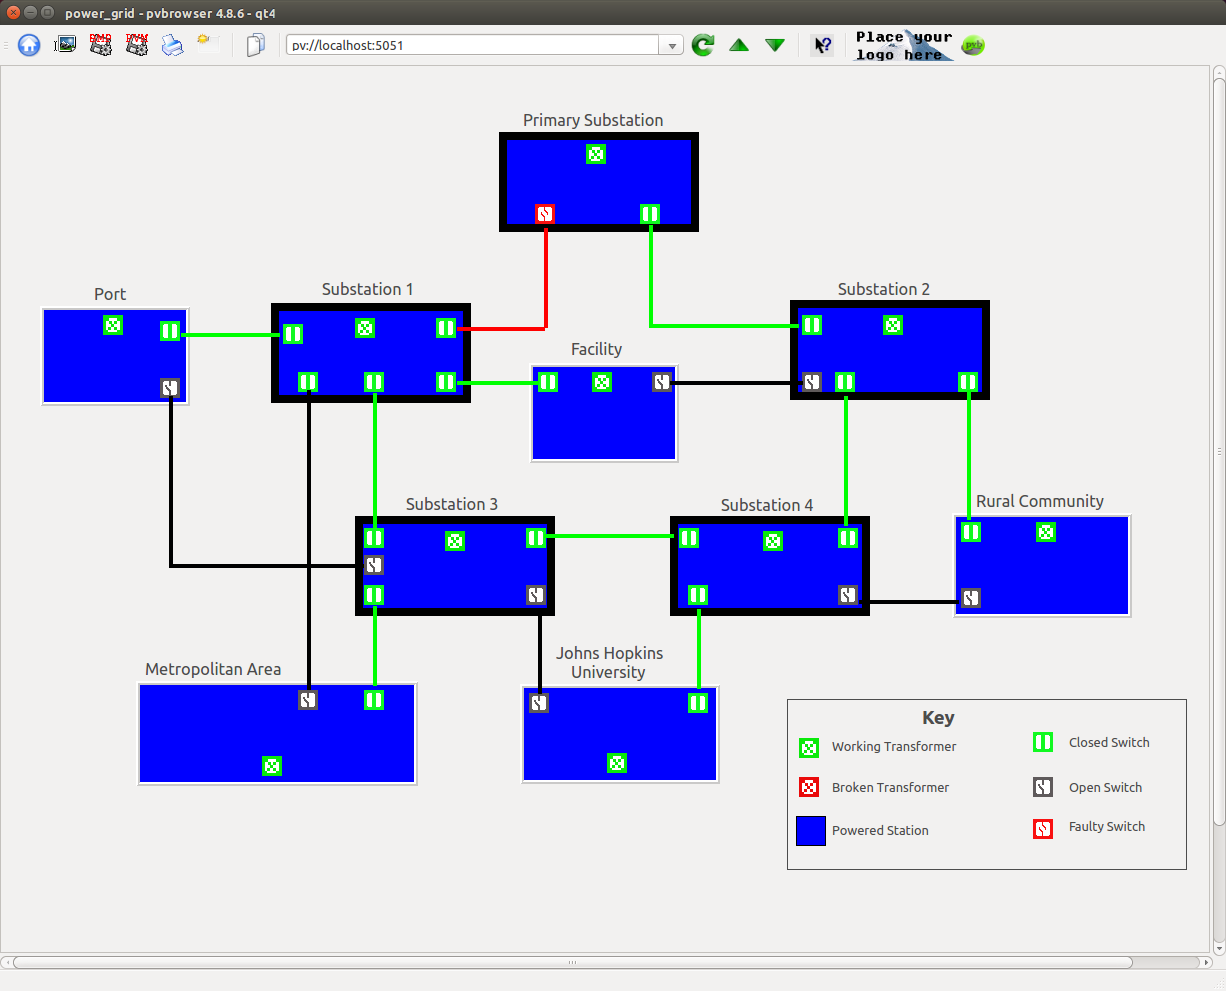 power_grid - pvbrowser 4.8.6 - qt4
pv://localhost:5051
Place your
logo here
pvb
Primary Substation
Port
Substation 1
Substation 2
Facility
Substation 3
Substation 4
Rural Community
Metropolitan Area
Johns Hopkins
University
Key
Working Transformer
Closed Switch
Broken Transformer
Open Switch
Powered Station
Faulty Switch